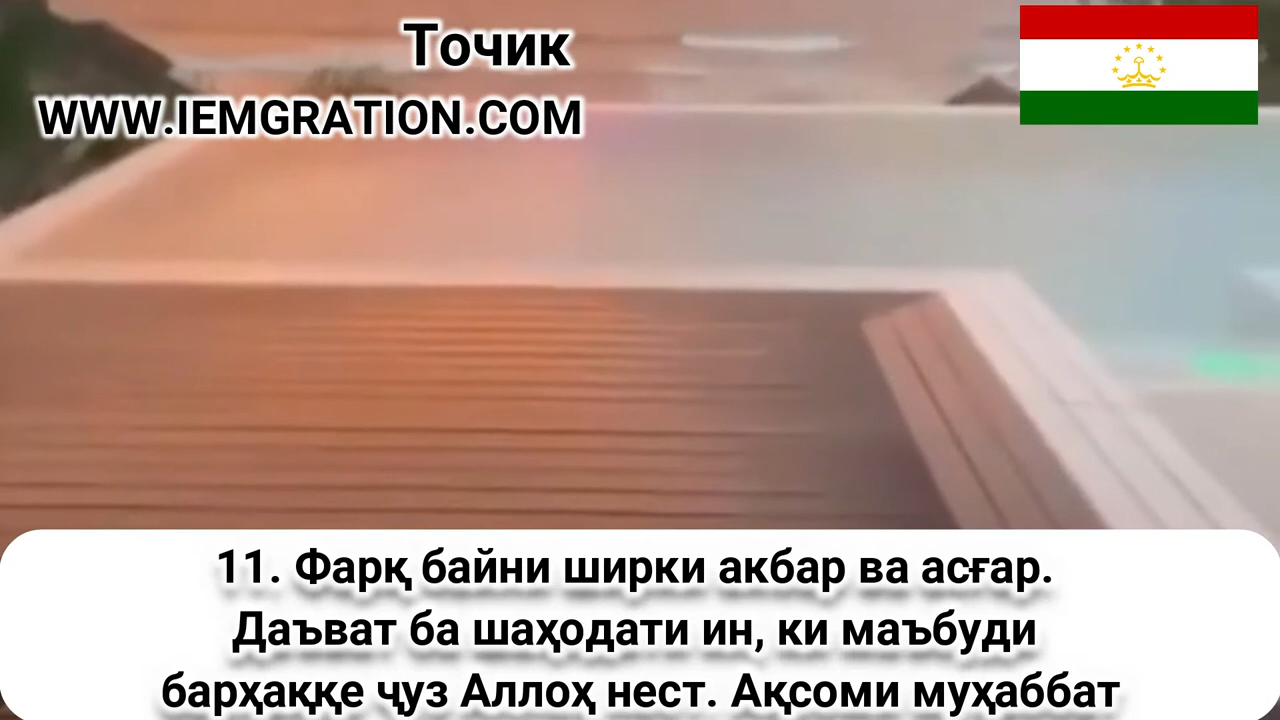 Точик
WWW.IEMGRATION.COM
11. Фарқ байни ширки акбар ва асғар.
Даъват ба шаҳодати ин, ки маъбуди
барҳаққе ҷуз Аллоҳ нест. Ақсоми муҳаббат